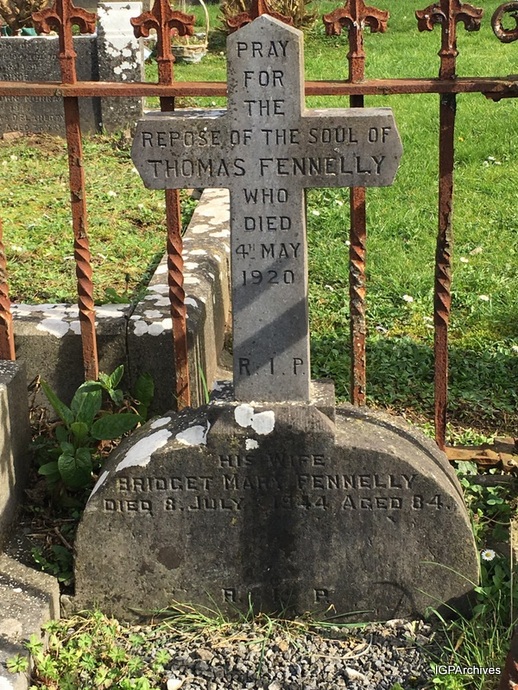 PRAY
FOR
THE
REPOSE OF THE SOUL OF
THOMAS FENNELLY
WHO
DIED
4th MAY
1920
R.I.P.
HIS WIFE
BRIDGET MARY FENNELLY
DIED 8. JULY 1944 AGED 84.
R.I.P.
IGPArchives